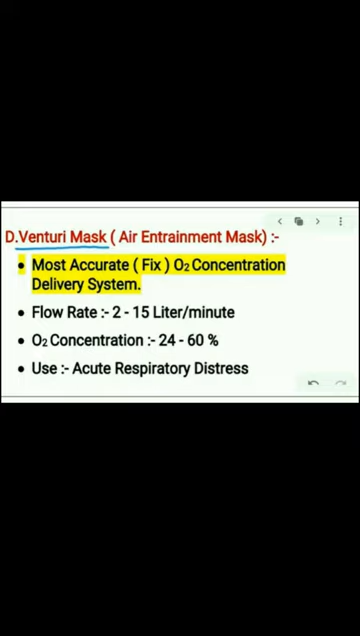 D.Venturi Mask ( Air Entrainment Mask) :-
• Most Accurate ( Fix ) O₂ Concentration
Delivery System.
• Flow Rate :- 2 - 15 Liter/minute
• O₂ Concentration :- 24 - 60 %
• Use :- Acute Respiratory Distress